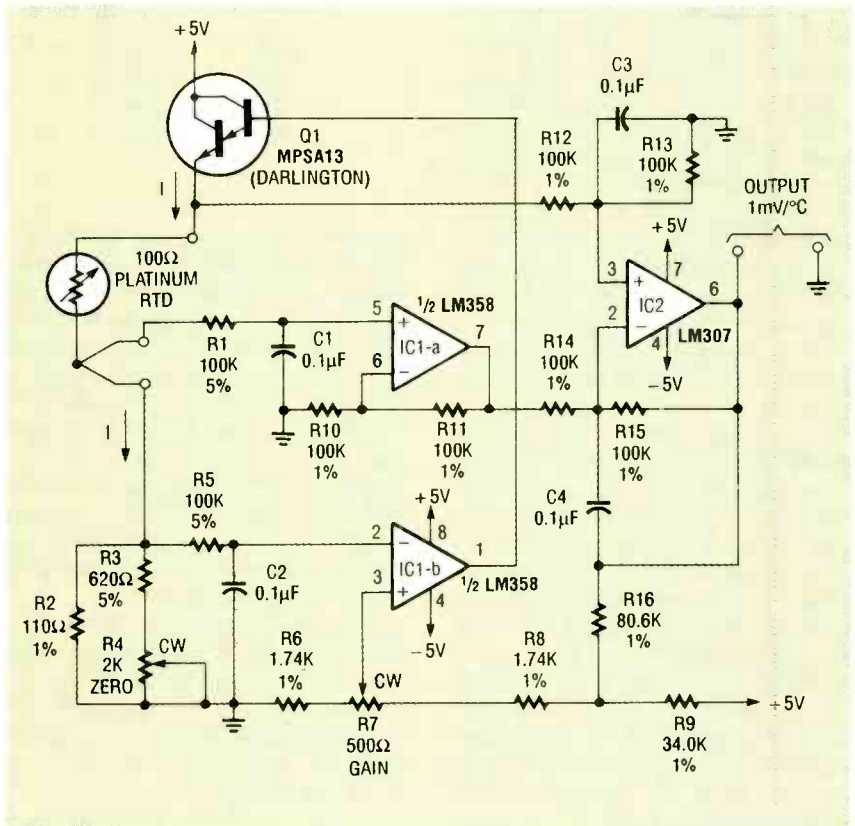 +5V
Q1
MPSA13
(DARLINGTON)
I
100Ω
PLATINUM
RTD
C3
0.1µF
R12
100K
1%
R13
100K
1%
OUTPUT
1mV/°C
+5V
3
+
7
IC2
6
2
−
4
LM307
−5V
R1
100K
5%
C1
0.1µF
1/2 LM358
5
+
7
6
−
IC1-a
R10
100K
1%
R11
100K
1%
R14
100K
1%
R15
100K
1%
C4
0.1µF
I
R5
100K
5%
R3
620Ω
5%
R2
110Ω
1%
R4
2K
ZERO
CW
C2
0.1µF
+5V
2
−
8
IC1-b
1
3
+
4
1/2 LM358
−5V
R6
1.74K
1%
CW
R7
500Ω
GAIN
R8
1.74K
1%
R16
80.6K
1%
R9
34.0K
1%
+5V